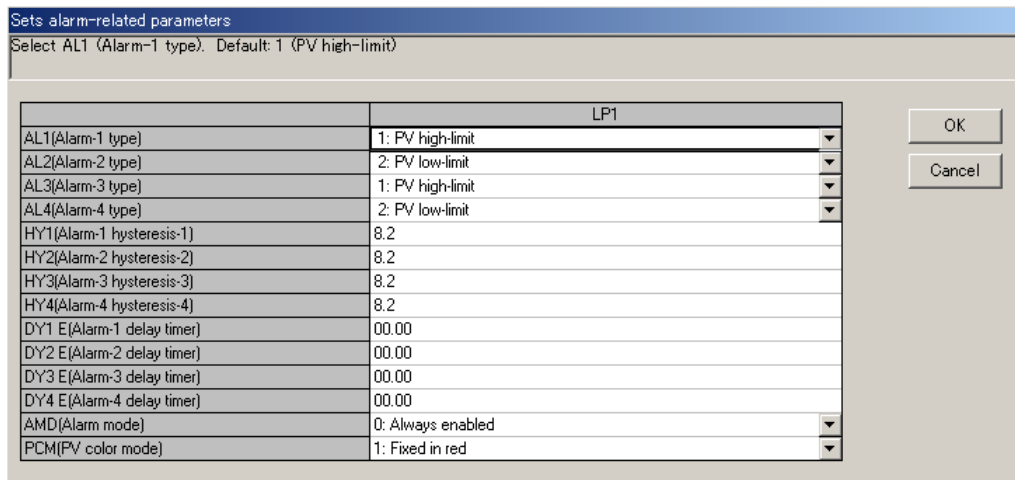 Sets alarm-related parameters
Select AL1 (Alarm-1 type). Default: 1 (PV high-limit)
LP1
AL1(Alarm-1 type) 1: PV high-limit
AL2(Alarm-2 type) 2: PV low-limit
AL3(Alarm-3 type) 1: PV high-limit
AL4(Alarm-4 type) 2: PV low-limit
HY1(Alarm-1 hysteresis-1) 8.2
HY2(Alarm-2 hysteresis-2) 8.2
HY3(Alarm-3 hysteresis-3) 8.2
HY4(Alarm-4 hysteresis-4) 8.2
DY1 E(Alarm-1 delay timer) 00.00
DY2 E(Alarm-2 delay timer) 00.00
DY3 E(Alarm-3 delay timer) 00.00
DY4 E(Alarm-4 delay timer) 00.00
AMD(Alarm mode) 0: Always enabled
PCM(PV color mode) 1: Fixed in red
OK
Cancel